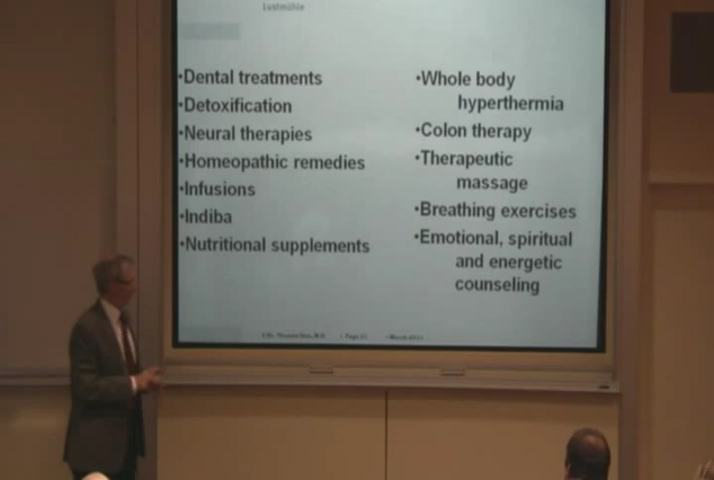 Lustmühle
•Dental treatments
•Detoxification
•Neural therapies
•Homeopathic remedies
•Infusions
•Indiba
•Nutritional supplements
•Whole body
hyperthermia
•Colon therapy
•Therapeutic
massage
•Breathing exercises
•Emotional, spiritual
and energetic
counseling